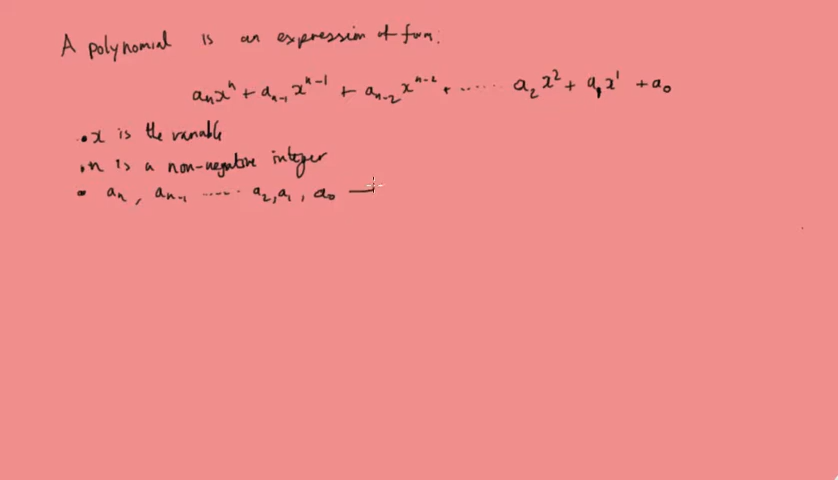 A polynomial is an expression of form:
aₙxⁿ + aₙ₋₁xⁿ⁻¹ + aₙ₋₂xⁿ⁻² + ...... a₂x² + a₁x¹ + a₀
• x is the variable
• n is a non-negative integer
• aₙ, aₙ₋₁ ...... a₂, a₁, a₀ —